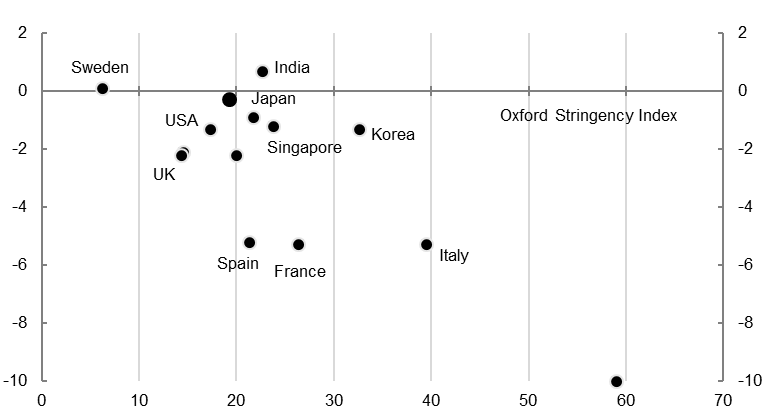 2 2
Sweden India
0 0
Japan
USA Oxford Stringency Index
Korea
-2 Singapore -2
UK
-4 -4
Italy
Spain
France
-6 -6
-8 -8
-10 -10
0 10 20 30 40 50 60 70